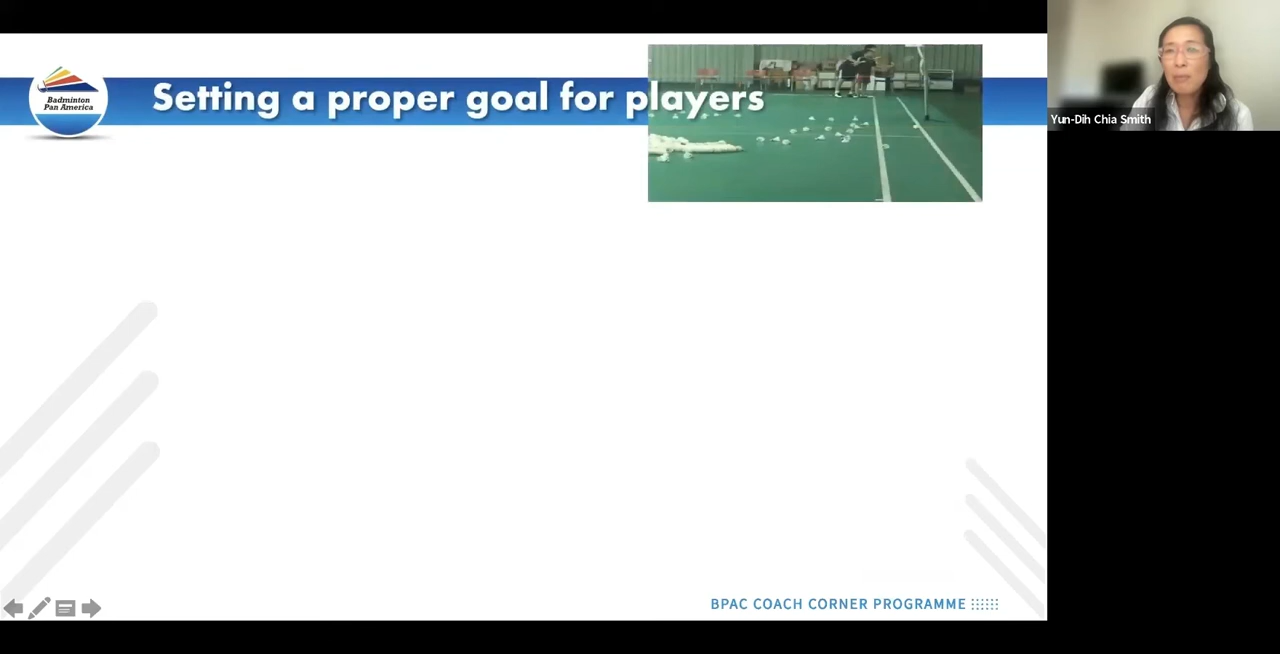 Badminton
Pan America
Setting a proper goal for players
Yun-Dih Chia Smith
BPAC COACH CORNER PROGRAMME